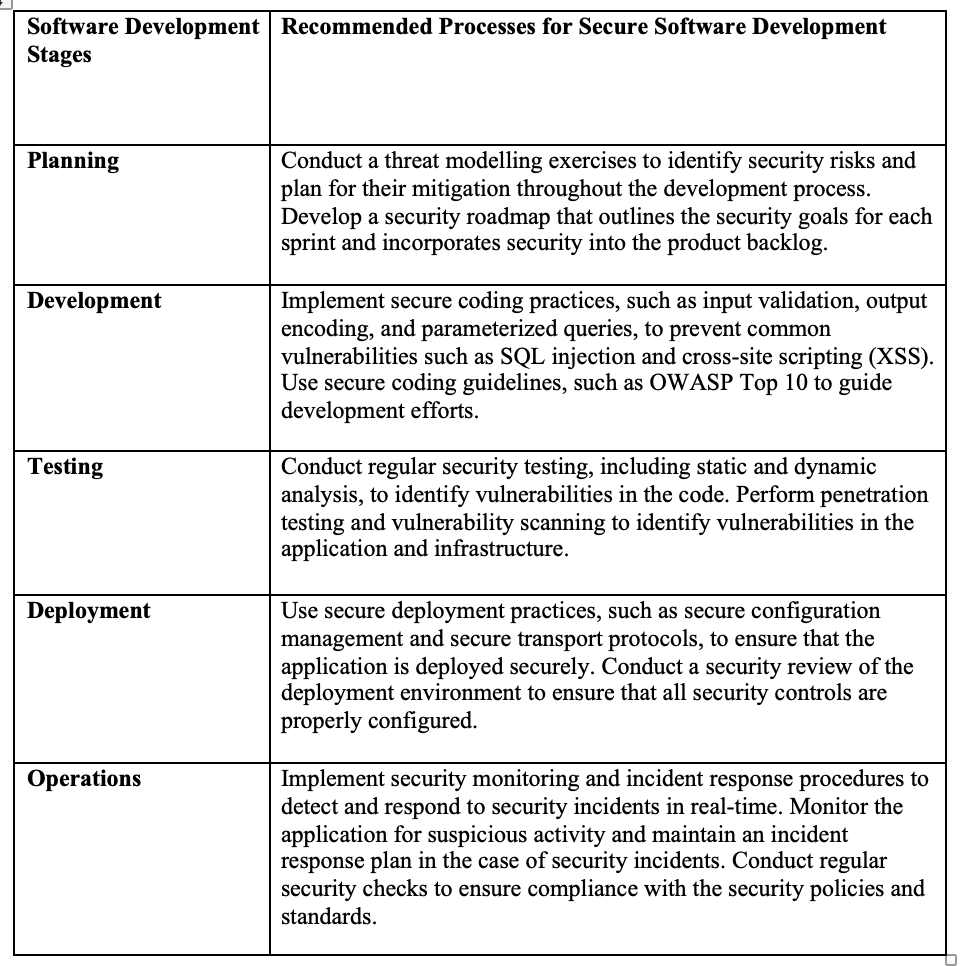 Software Development Recommended Processes for Secure Software Development
Stages
Planning
Conduct a threat modelling exercises to identify security risks and
plan for their mitigation throughout the development process.
Develop a security roadmap that outlines the security goals for each
sprint and incorporates security into the product backlog.
Development
Implement secure coding practices, such as input validation, output
encoding, and parameterized queries, to prevent common
vulnerabilities such as SQL injection and cross-site scripting (XSS).
Use secure coding guidelines, such as OWASP Top 10 to guide
development efforts.
Testing
Conduct regular security testing, including static and dynamic
analysis, to identify vulnerabilities in the code. Perform penetration
testing and vulnerability scanning to identify vulnerabilities in the
application and infrastructure.
Deployment
Use secure deployment practices, such as secure configuration
management and secure transport protocols, to ensure that the
application is deployed securely. Conduct a security review of the
deployment environment to ensure that all security controls are
properly configured.
Operations
Implement security monitoring and incident response procedures to
detect and respond to security incidents in real-time. Monitor the
application for suspicious activity and maintain an incident
response plan in the case of security incidents. Conduct regular
security checks to ensure compliance with the security policies and
standards.